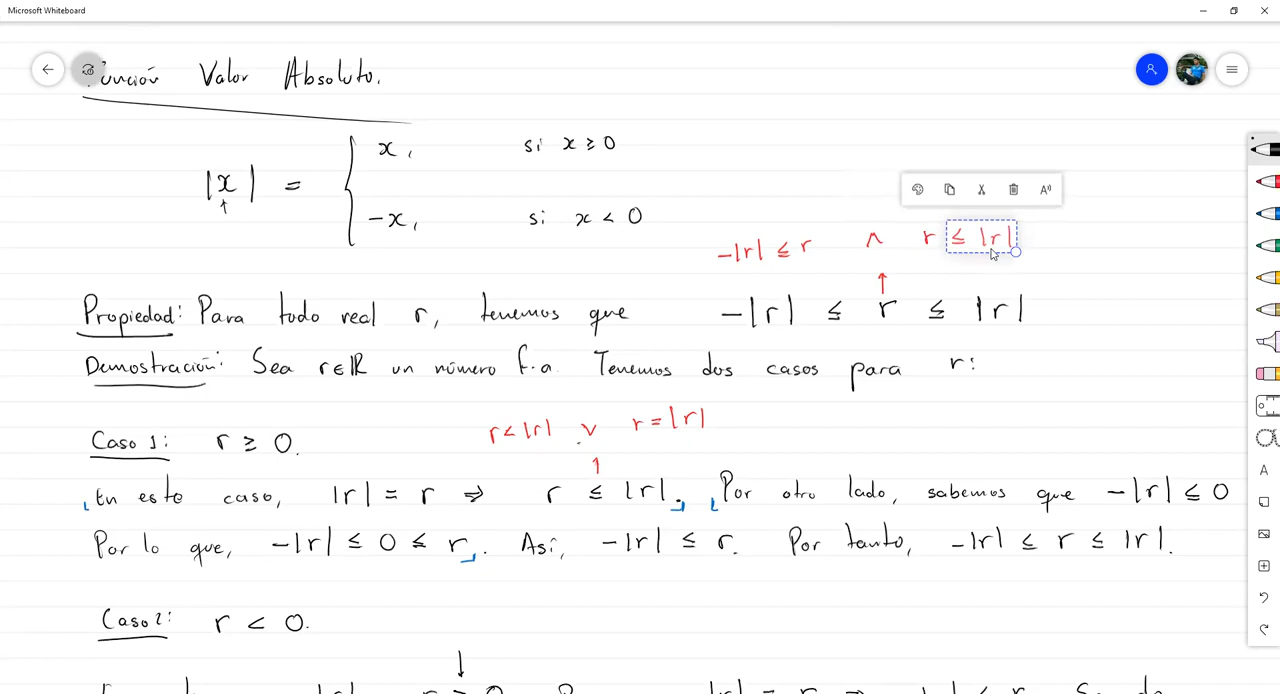 Microsoft Whiteboard
Función Valor Absoluto.
|x| = { x, si x ≥ 0
-x, si x < 0
↑
-|r| ≤ r ∧ r ≤ |r|
↑
Propiedad: Para todo real r, tenemos que -|r| ≤ r ≤ |r|
Demostración: Sea r∈ℝ un número f.a. Tenemos dos casos para r:
r<|r| ∨ r=|r|
Caso 1: r ≥ 0.
↑
En este caso, |r| = r ⇒ r ≤ |r|. Por otro lado, sabemos que -|r| ≤ 0
Por lo que, -|r| ≤ 0 ≤ r. Así, -|r| ≤ r. Por tanto, -|r| ≤ r ≤ |r|.
Caso 2: r < 0.
↓